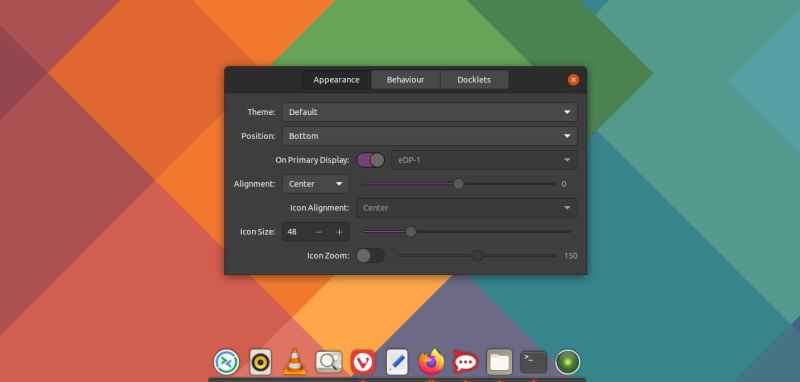 Appearance Behaviour Docklets
Theme: Default
Position: Bottom
On Primary Display: eDP-1
Alignment: Center 0
Icon Alignment: Center
Icon Size: 48 − +
Icon Zoom: 150
>_